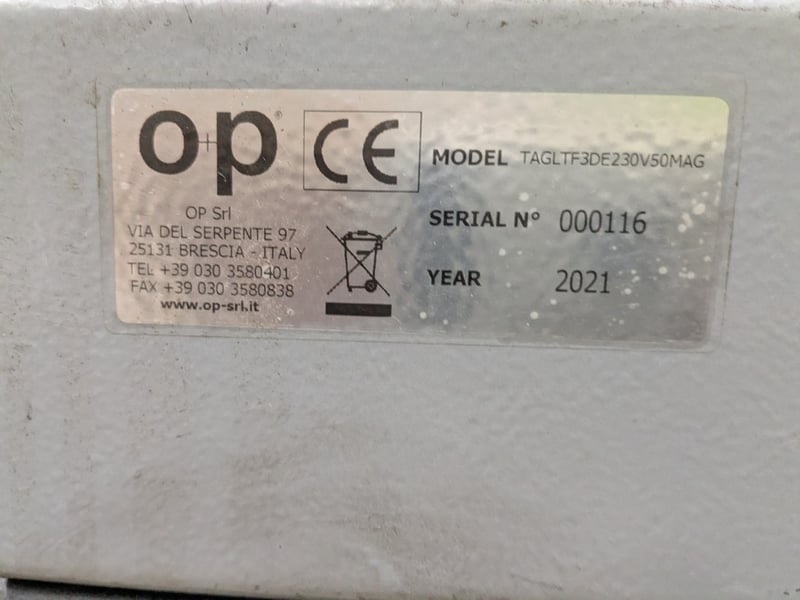 o+p®
CE
MODEL TAGLTF3DE230V50MAG
SERIAL N° 000116
YEAR 2021
OP Srl
VIA DEL SERPENTE 97
25131 BRESCIA - ITALY
TEL +39 030 3580401
FAX +39 030 3580838
www.op-srl.it